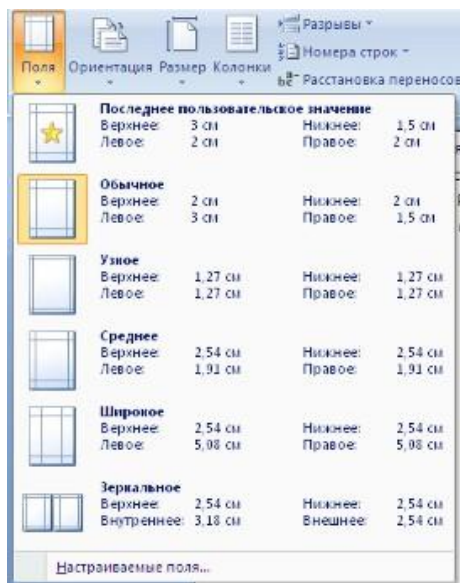 Разрывы
Номера строк
Поля Ориентация Размер Колонки
Расстановка переносов
Последнее пользовательское значение
Верхнее: 3 см Нижнее: 1,5 см
Левое: 2 см Правое: 2 см
Обычное
Верхнее: 2 см Нижнее: 2 см
Левое: 3 см Правое: 1,5 см
Узкое
Верхнее: 1,27 см Нижнее: 1,27 см
Левое: 1,27 см Правое: 1,27 см
Среднее
Верхнее: 2,54 см Нижнее: 2,54 см
Левое: 1,91 см Правое: 1,91 см
Широкое
Верхнее: 2,54 см Нижнее: 2,54 см
Левое: 5,08 см Правое: 5,08 см
Зеркальное
Верхнее: 2,54 см Нижнее: 2,54 см
Внутреннее: 3,18 см Внешнее: 2,54 см
Настраиваемые поля...